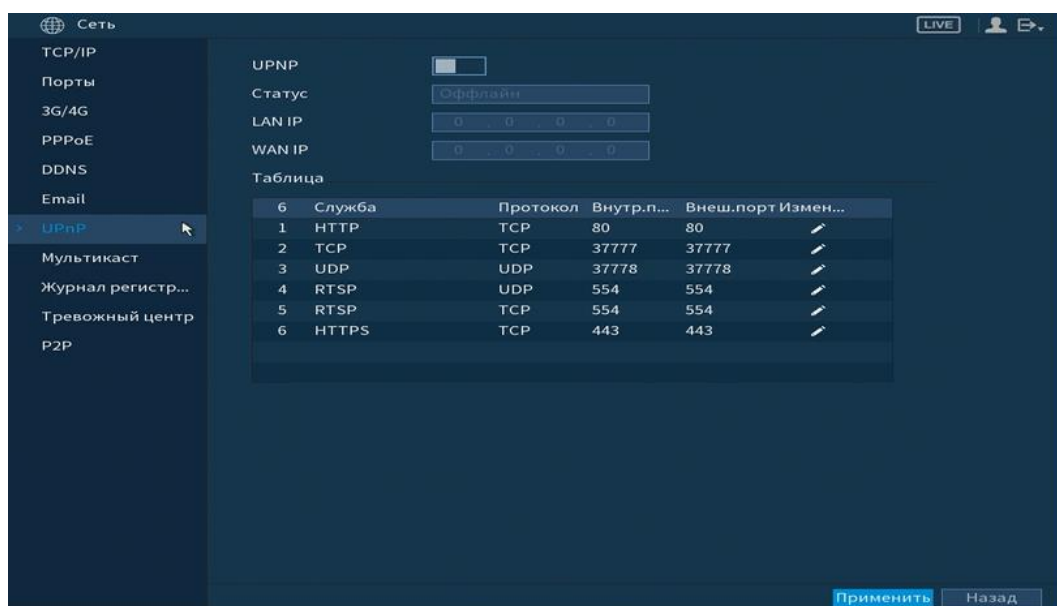 Сеть LIVE
TCP/IP
Порты
3G/4G
PPPoE
DDNS
Email
UPnP
Мультикаст
Журнал регистр...
Тревожный центр
P2P
UPNP
Статус Оффлайн
LAN IP 0 . 0 . 0 . 0
WAN IP 0 . 0 . 0 . 0
Таблица
6 Служба Протокол Внутр.п... Внеш.порт Измен...
1 HTTP TCP 80 80
2 TCP TCP 37777 37777
3 UDP UDP 37778 37778
4 RTSP UDP 554 554
5 RTSP TCP 554 554
6 HTTPS TCP 443 443
Применить Назад